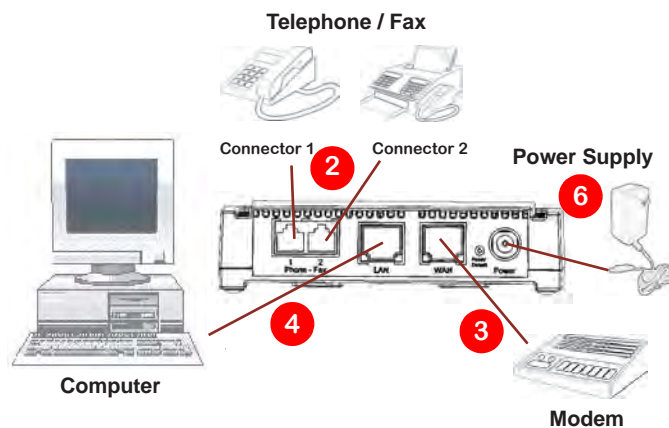 Telephone / Fax
Connector 1
2
Connector 2
Power Supply
6
1 2
Phone - Fax
LAN
WAN
Power
4
3
Computer
Modem